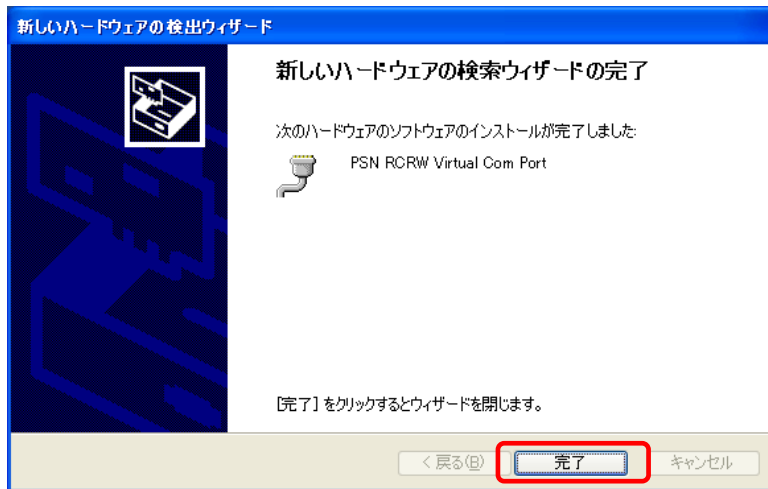 新しいハードウェアの検出ウィザード
新しいハードウェアの検索ウィザードの完了
次のハードウェアのソフトウェアのインストールが完了しました:
PSN RCRW Virtual Com Port
[完了] をクリックするとウィザードを閉じます。
< 戻る(B) 完了 キャンセル